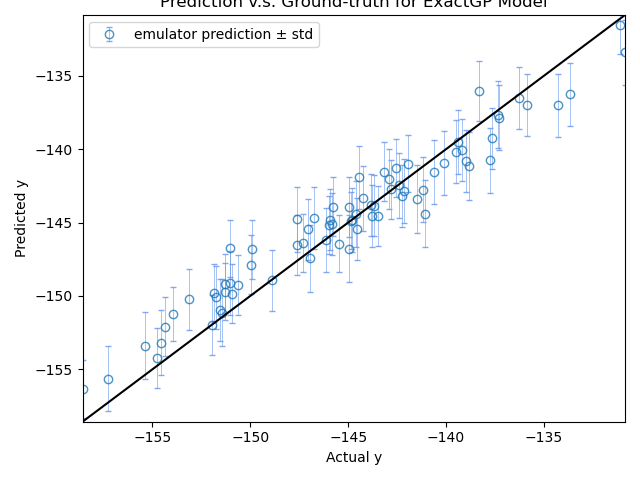 Prediction v.s. Ground-truth for ExactGP Model
emulator prediction ± std
−135
−140
−145
−150
−155
Predicted y
−155 −150 −145 −140 −135
Actual y